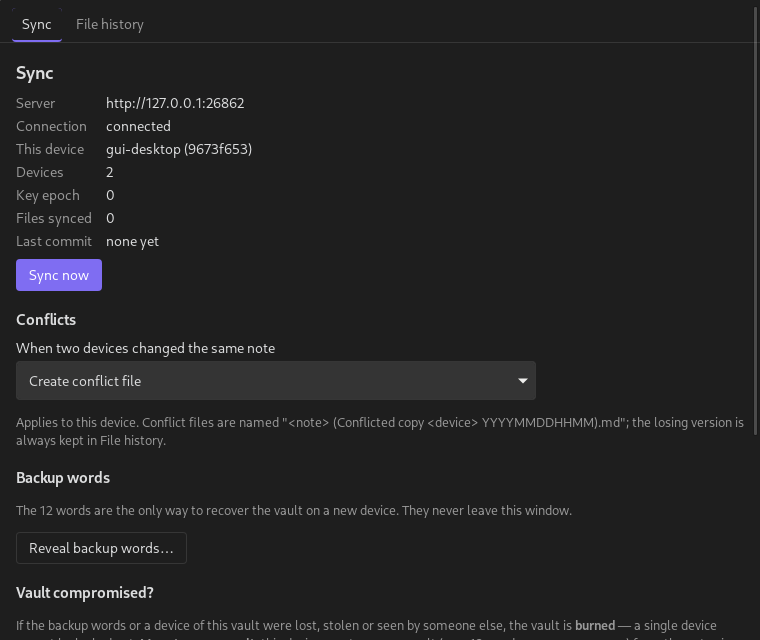 Sync File history
Sync
Server http://127.0.0.1:26862
Connection connected
This device gui-desktop (9673f653)
Devices 2
Key epoch 0
Files synced 0
Last commit none yet
Sync now
Conflicts
When two devices changed the same note
Create conflict file
Applies to this device. Conflict files are named "<note> (Conflicted copy <device> YYYYMMDDHHMM).md"; the losing version is
always kept in File history.
Backup words
The 12 words are the only way to recover the vault on a new device. They never leave this window.
Reveal backup words…
Vault compromised?
If the backup words or a device of this vault were lost, stolen or seen by someone else, the vault is burned — a single device